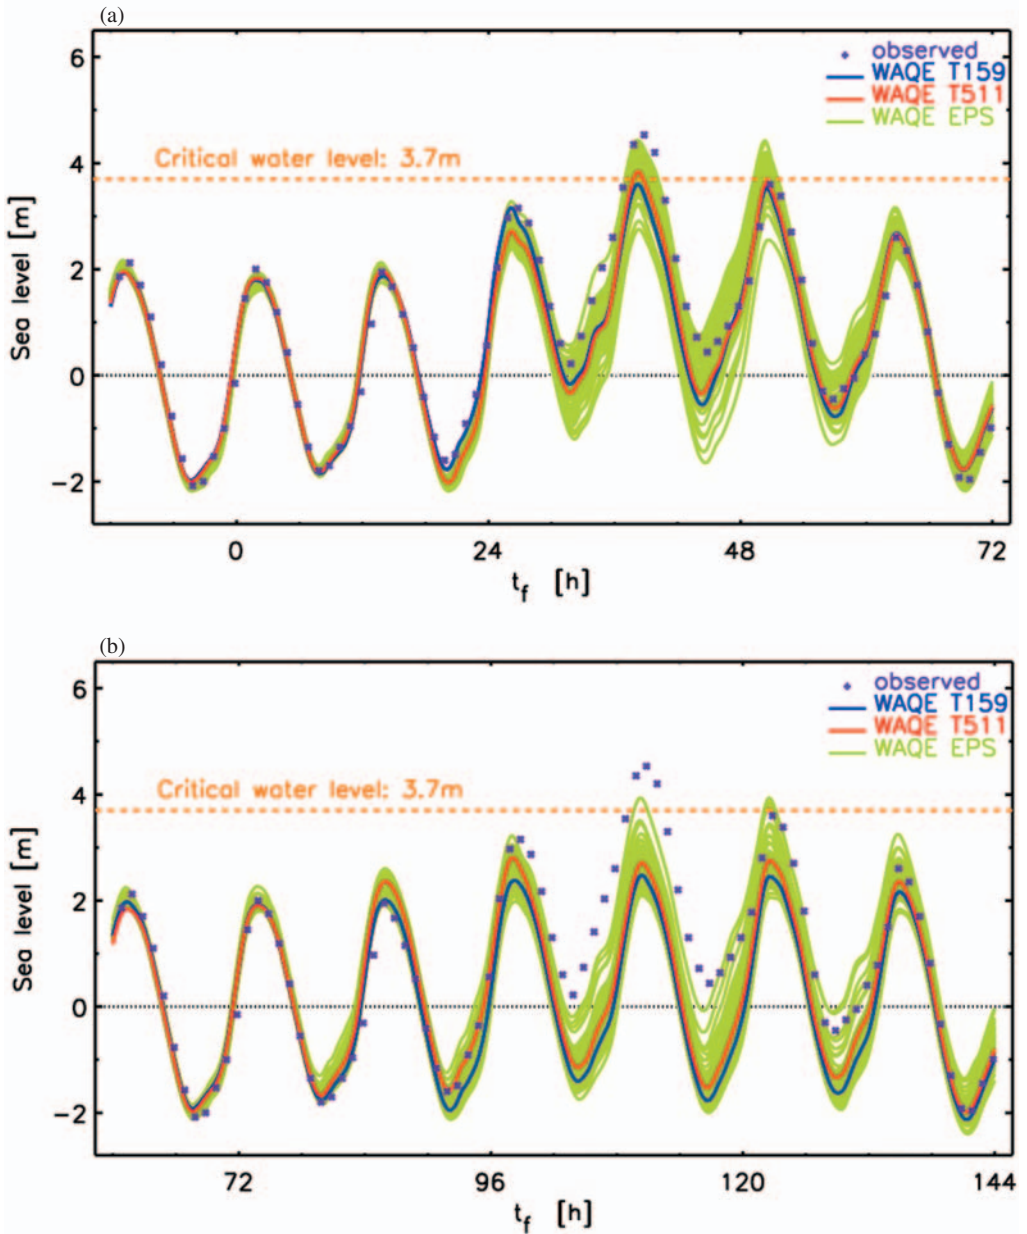 (a)
6
4
2
0
−2
Sea level [m]
observed
WAQE T159
WAQE T511
WAQE EPS
Critical water level: 3.7m
0
24
48
72
t_f [h]
(b)
6
4
2
0
−2
Sea level [m]
observed
WAQE T159
WAQE T511
WAQE EPS
Critical water level: 3.7m
72
96
120
144
t_f [h]